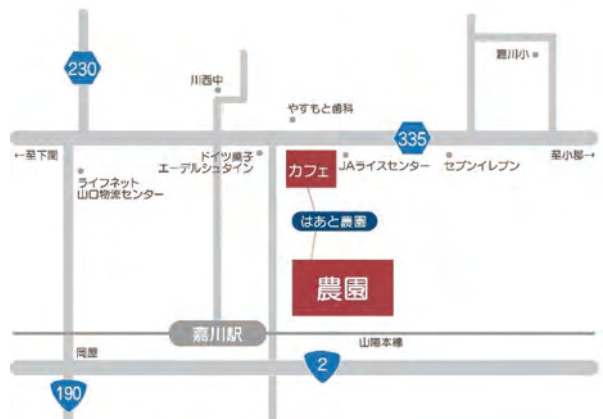 230
川西中
嘉川小
やすもと歯科
335
←至下関
ドイツ菓子
エーデルシュタイン
カフェ
JAライスセンター
セブンイレブン
至小郡→
ライフネット
山口物流センター
はあと農園
農園
嘉川駅
山陽本線
岡屋
2
190